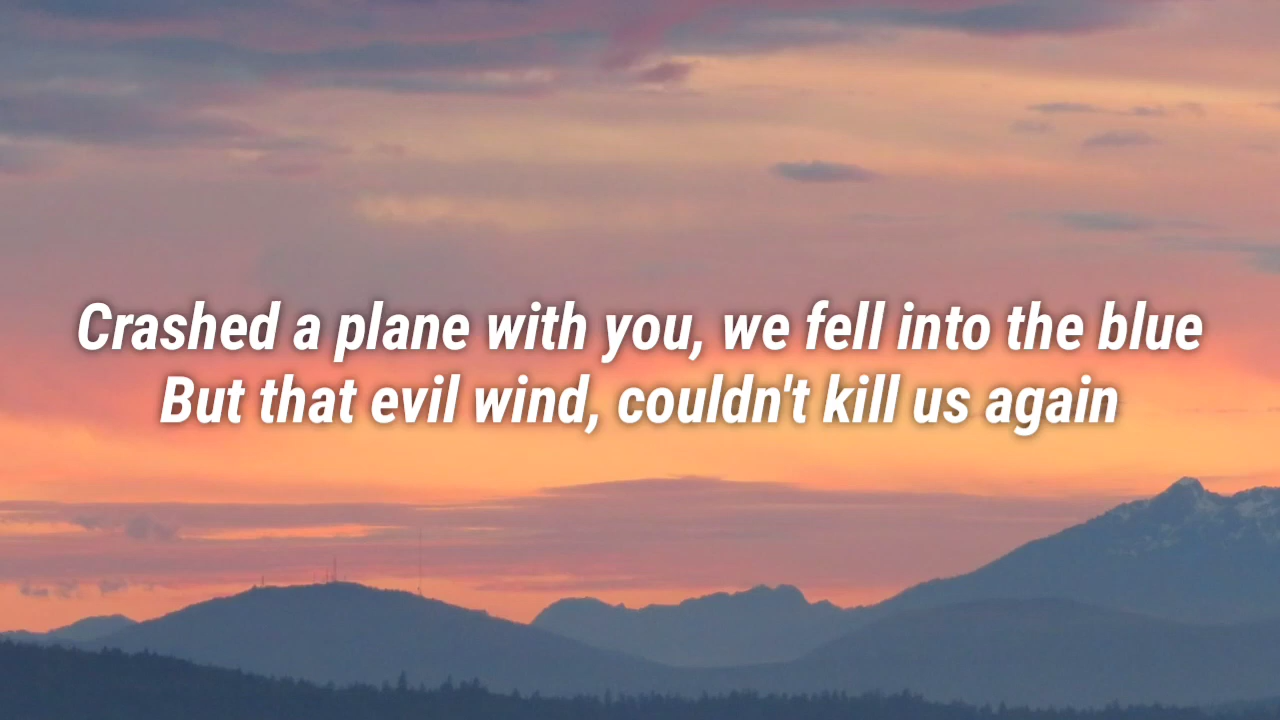 Crashed a plane with you, we fell into the blue
But that evil wind, couldn't kill us again